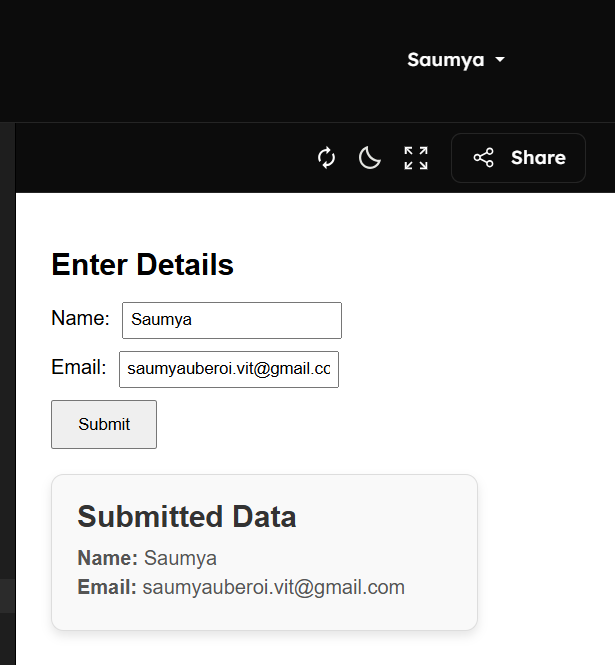 Saumya
Share
Enter Details
Name: Saumya
Email: saumyauberoi.vit@gmail.co
Submit
Submitted Data
Name: Saumya
Email: saumyauberoi.vit@gmail.com